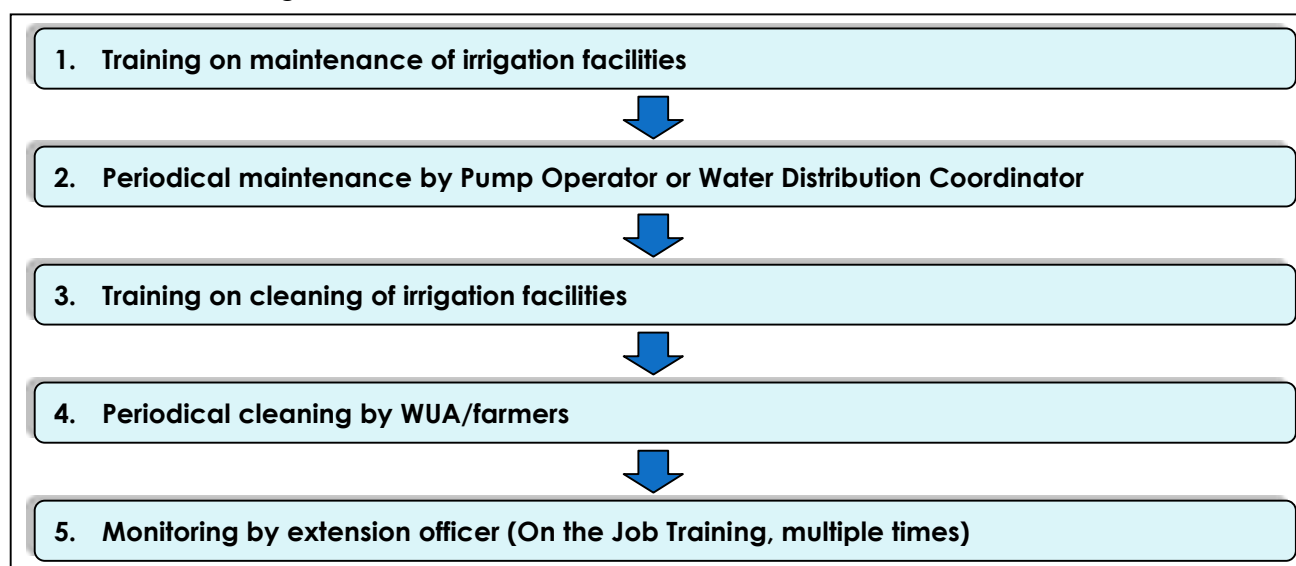 1. Training on maintenance of irrigation facilities
2. Periodical maintenance by Pump Operator or Water Distribution Coordinator
3. Training on cleaning of irrigation facilities
4. Periodical cleaning by WUA/farmers
5. Monitoring by extension officer (On the Job Training, multiple times)